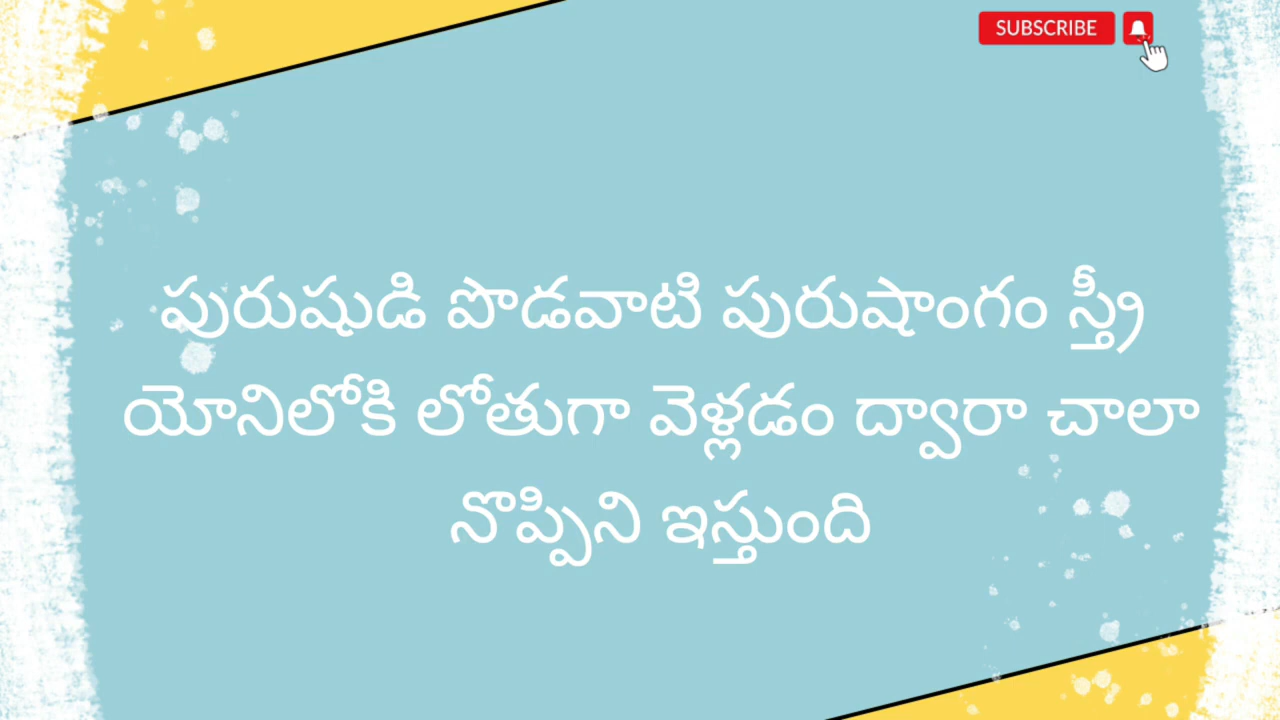 SUBSCRIBE
పురుషుడి పొడవాటి పురుషాంగం స్త్రీ
యోనిలోకి లోతుగా వెళ్లడం ద్వారా చాలా
నొప్పిని ఇస్తుంది